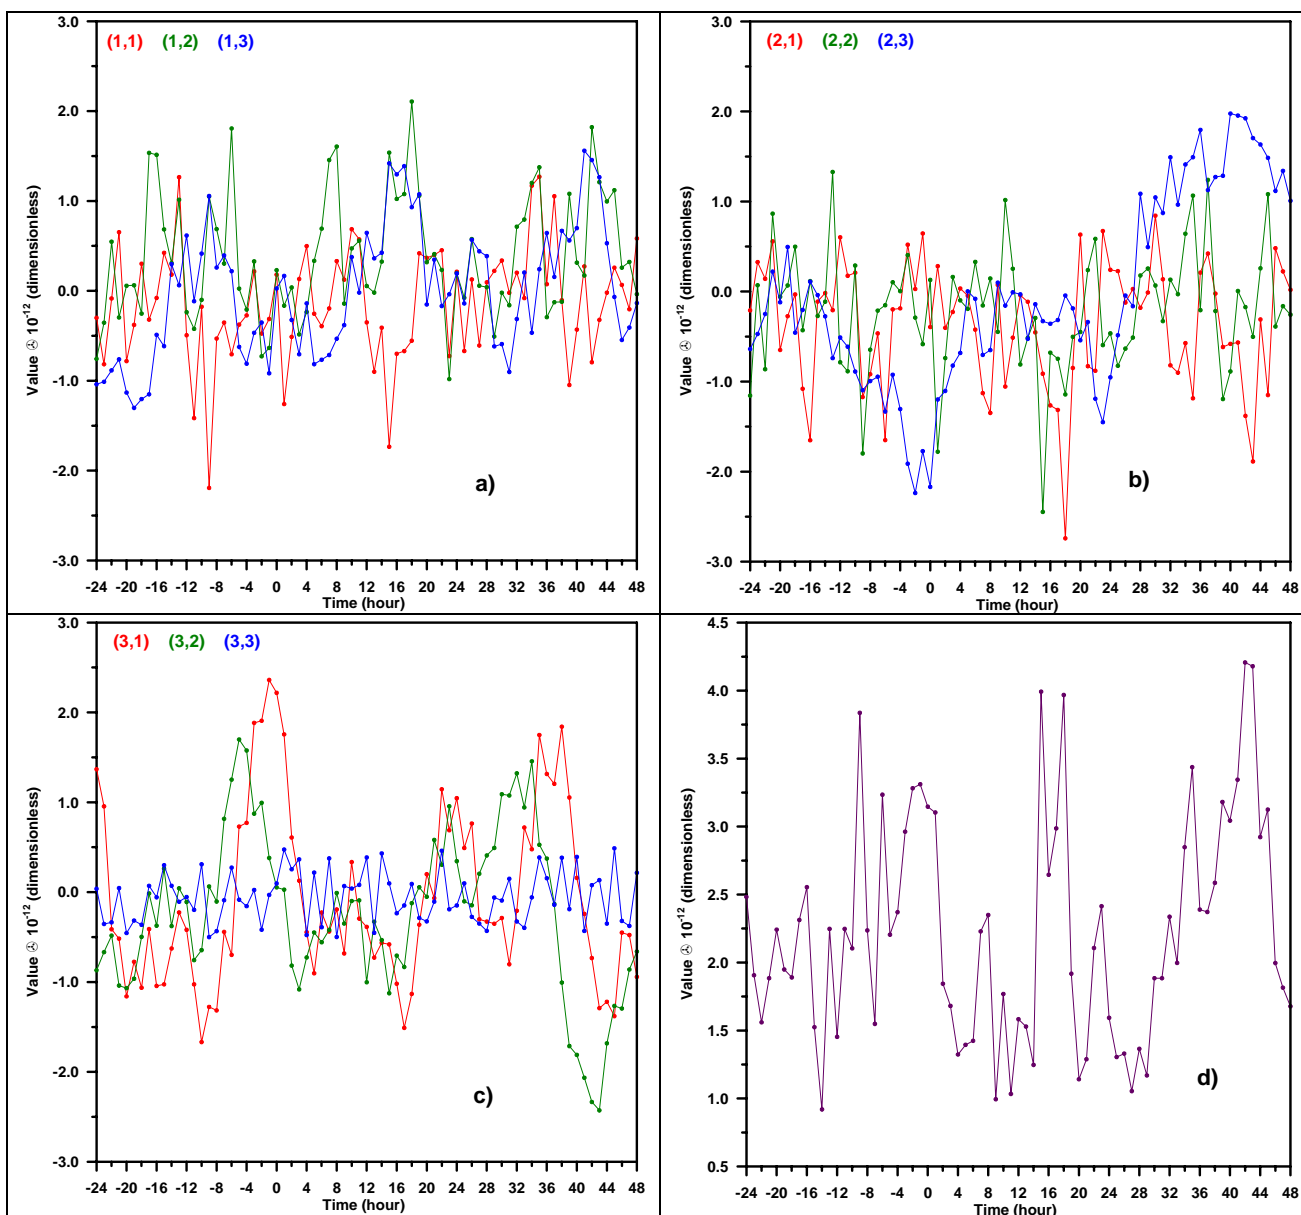 (1,1) (1,2) (1,3)
3.0
2.0
1.0
0.0
-1.0
-2.0
-3.0
Value ✇ 10-12 (dimensionless)
a)
-24 -20 -16 -12 -8 -4 0 4 8 12 16 20 24 28 32 36 40 44 48
Time (hour)
(2,1) (2,2) (2,3)
3.0
2.0
1.0
0.0
-1.0
-2.0
-3.0
Value ✇ 10-12 (dimensionless)
b)
-24 -20 -16 -12 -8 -4 0 4 8 12 16 20 24 28 32 36 40 44 48
Time (hour)
(3,1) (3,2) (3,3)
3.0
2.0
1.0
0.0
-1.0
-2.0
-3.0
Value ✇ 10-12 (dimensionless)
c)
-24 -20 -16 -12 -8 -4 0 4 8 12 16 20 24 28 32 36 40 44 48
Time (hour)
4.5
4.0
3.5
3.0
2.5
2.0
1.5
1.0
0.5
Value ✇ 10-12 (dimensionless)
d)
-24 -20 -16 -12 -8 -4 0 4 8 12 16 20 24 28 32 36 40 44 48
Time (hour)